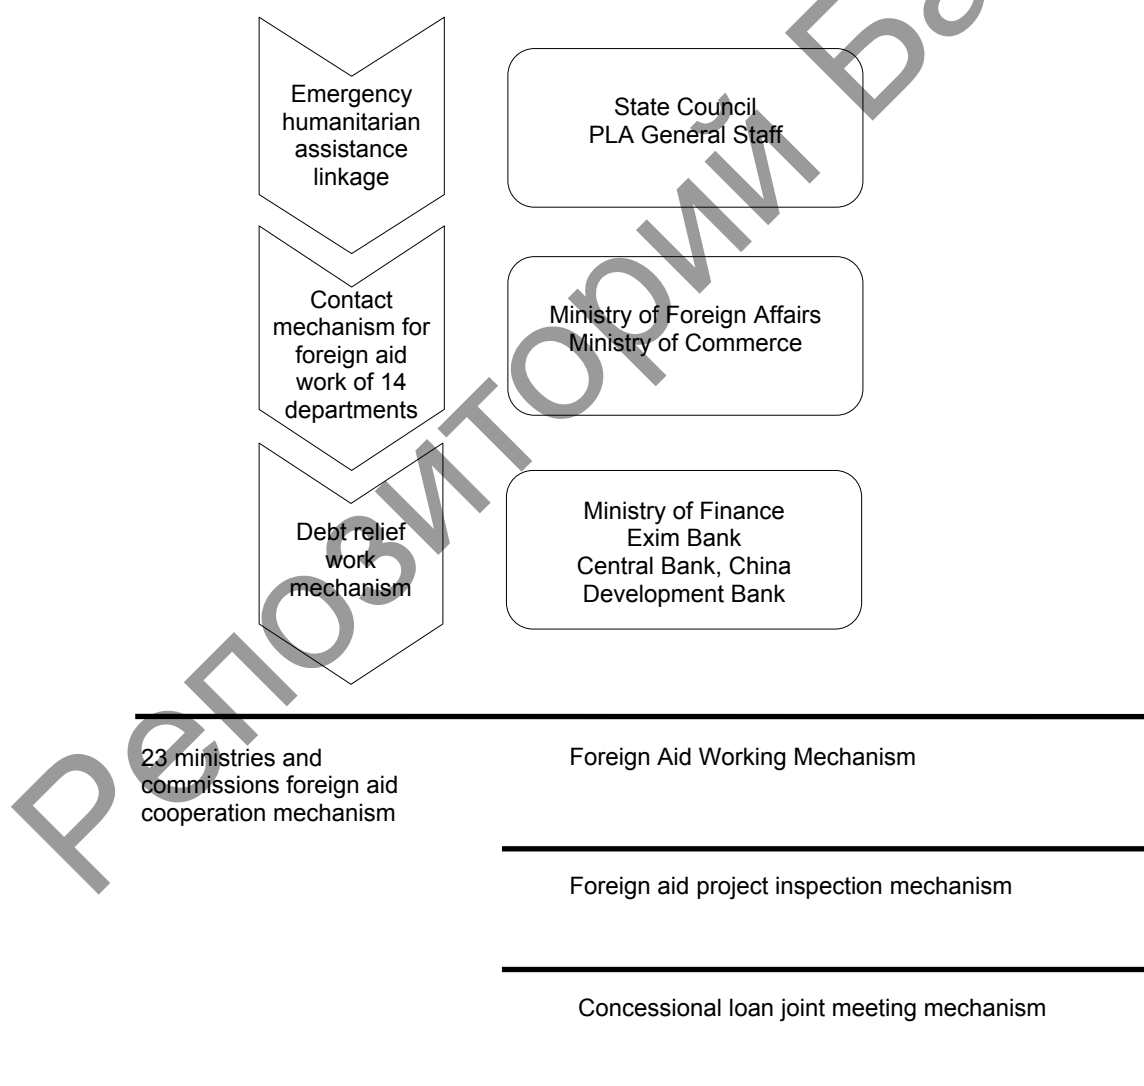 Emergency
humanitarian
assistance
linkage
State Council
PLA General Staff
Contact
mechanism for
foreign aid
work of 14
departments
Ministry of Foreign Affairs
Ministry of Commerce
Debt relief
work
mechanism
Ministry of Finance
Exim Bank
Central Bank, China
Development Bank
23 ministries and
commissions foreign aid
cooperation mechanism
Foreign Aid Working Mechanism
Foreign aid project inspection mechanism
Concessional loan joint meeting mechanism
Репозиторий